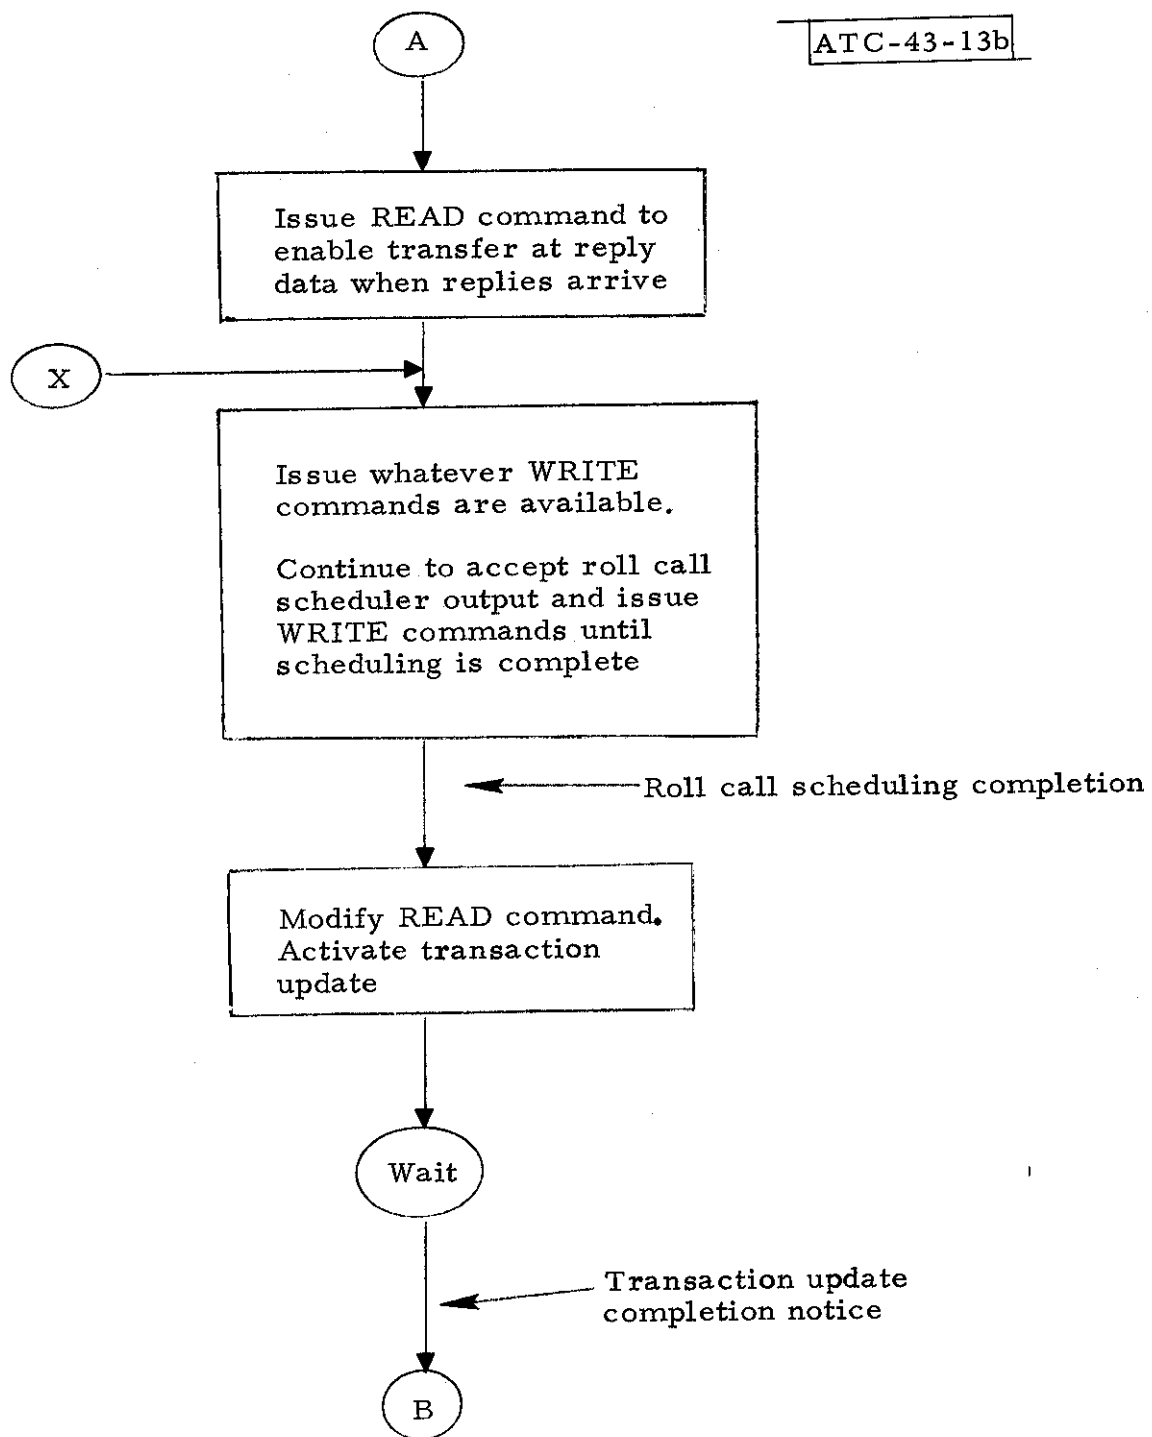 A
ATC-43-13b
Issue READ command to
enable transfer at reply
data when replies arrive
X
Issue whatever WRITE
commands are available.
Continue to accept roll call
scheduler output and issue
WRITE commands until
scheduling is complete
Roll call scheduling completion
Modify READ command.
Activate transaction
update
Wait
Transaction update
completion notice
B